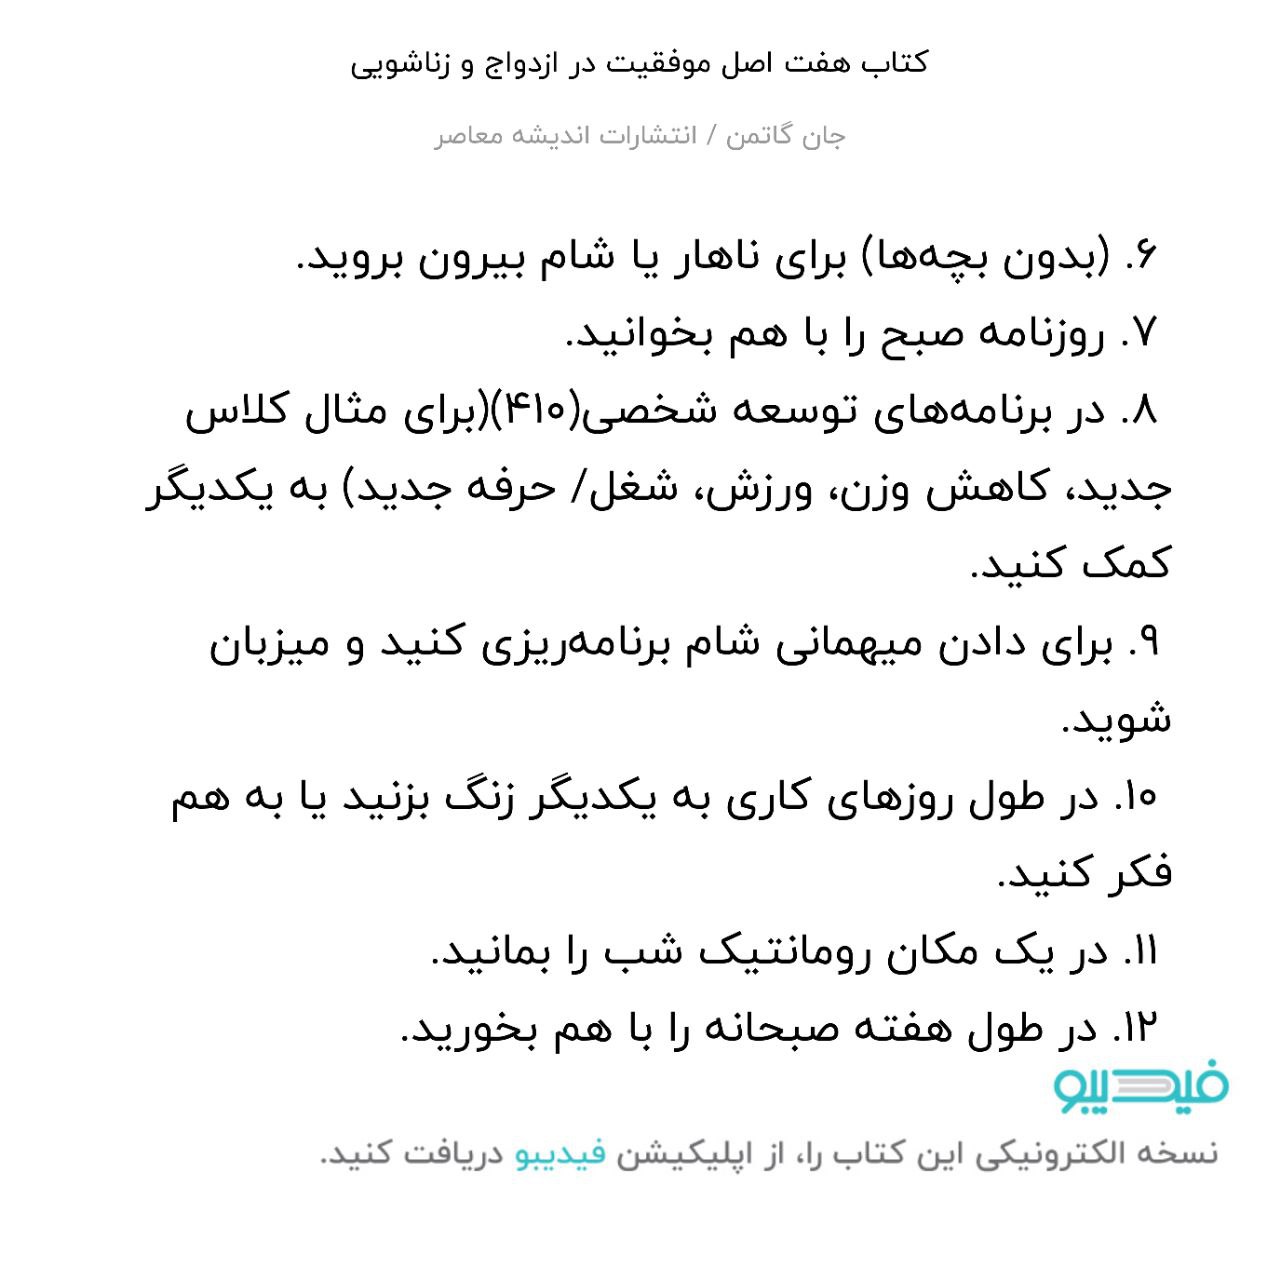 کتاب هفت اصل موفقیت در ازدواج و زناشویی
جان گاتمن / انتشارات اندیشه معاصر
۶. (بدون بچه‌ها) برای ناهار یا شام بیرون بروید.
۷. روزنامه صبح را با هم بخوانید.
۸. در برنامه‌های توسعه شخصی(۴۱۰)(برای مثال کلاس
جدید، کاهش وزن، ورزش، شغل/ حرفه جدید) به یکدیگر
کمک کنید.
۹. برای دادن میهمانی شام برنامه‌ریزی کنید و میزبان
شوید.
۱۰. در طول روزهای کاری به یکدیگر زنگ بزنید یا به هم
فکر کنید.
۱۱. در یک مکان رومانتیک شب را بمانید.
۱۲. در طول هفته صبحانه را با هم بخورید.
فیدیبو
نسخه الکترونیکی این کتاب را، از اپلیکیشن فیدیبو دریافت کنید.